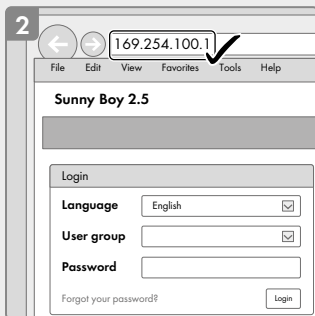 2
169.254.100.1
File Edit View Favorites Tools Help
Sunny Boy 2.5
Login
Language English
User group
Password
Forgot your password? Login